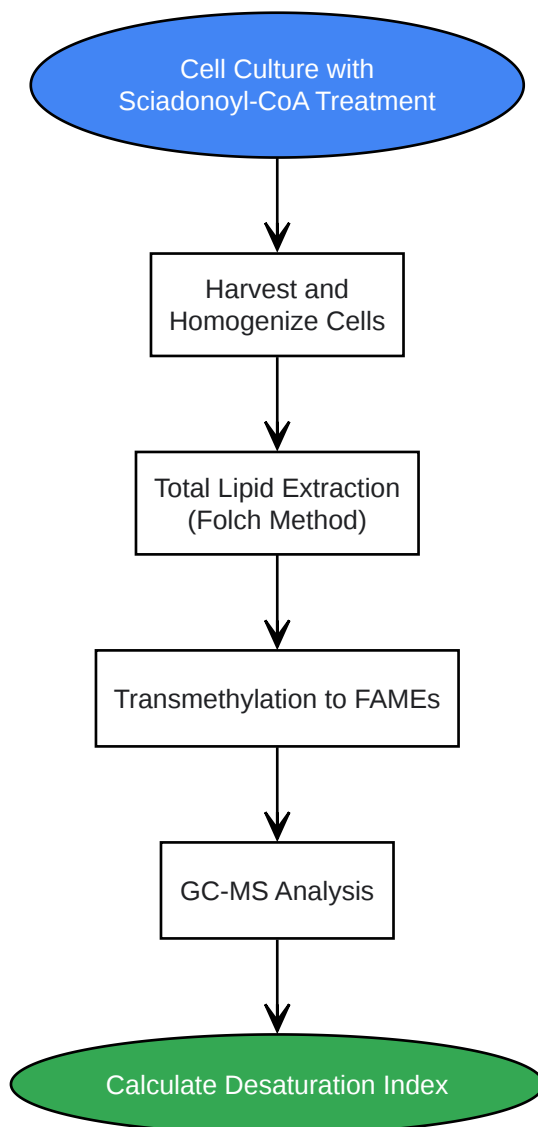 Cell Culture with
Sciadonoyl-CoA Treatment
Harvest and
Homogenize Cells
Total Lipid Extraction
(Folch Method)
Transmethylation to FAMEs
GC-MS Analysis
Calculate Desaturation Index